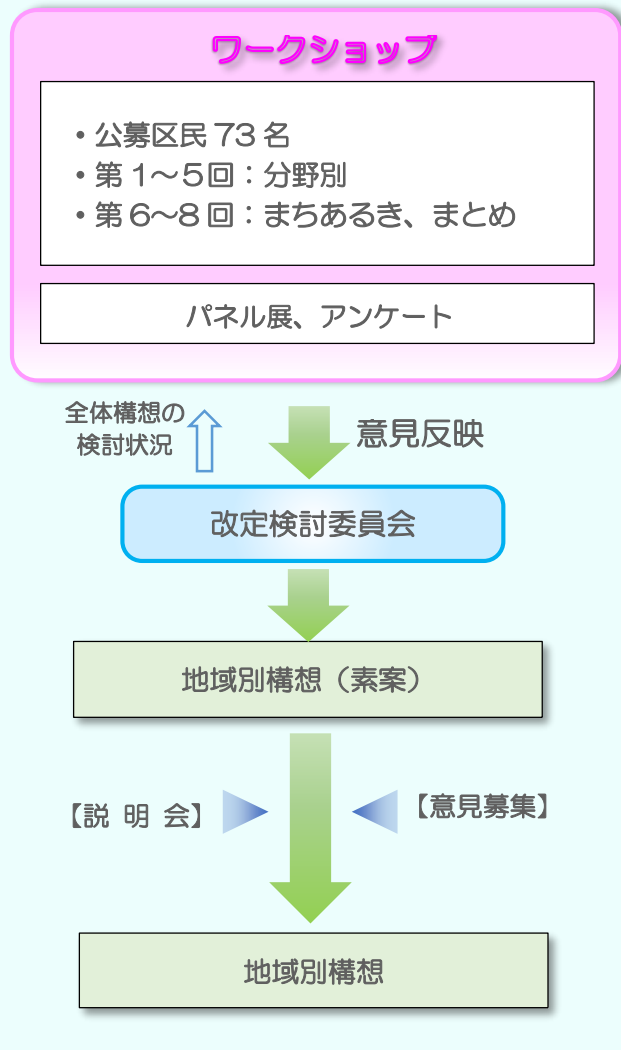 ワークショップ
・公募区民 73 名
・第 1～5回：分野別
・第 6～8 回：まちあるき、まとめ
パネル展、アンケート
全体構想の
検討状況
意見反映
改定検討委員会
地域別構想（素案）
【説 明 会】
【意見募集】
地域別構想